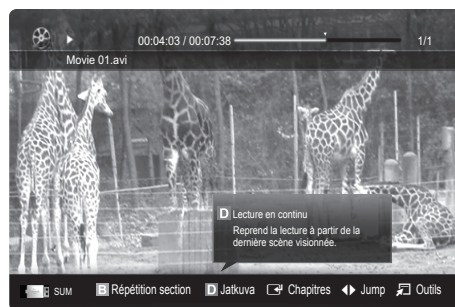 00:04:03 / 00:07:38 1/1
Movie 01.avi
D Lecture en continu
Reprend la lecture à partir de la
dernière scène visionnée.
SUM B Répétition section D Jatkuva Chapitres Jump Outils